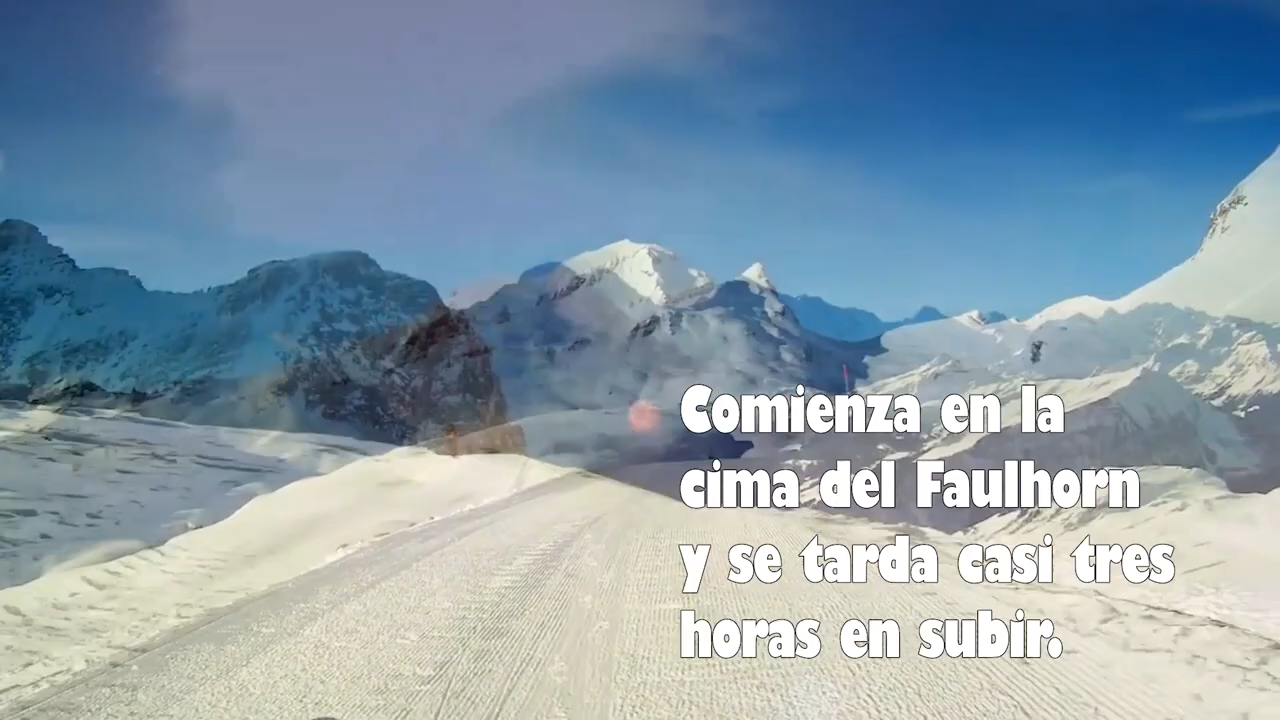 Comienza en la
cima del Faulhorn
y se tarda casi tres
horas en subir.